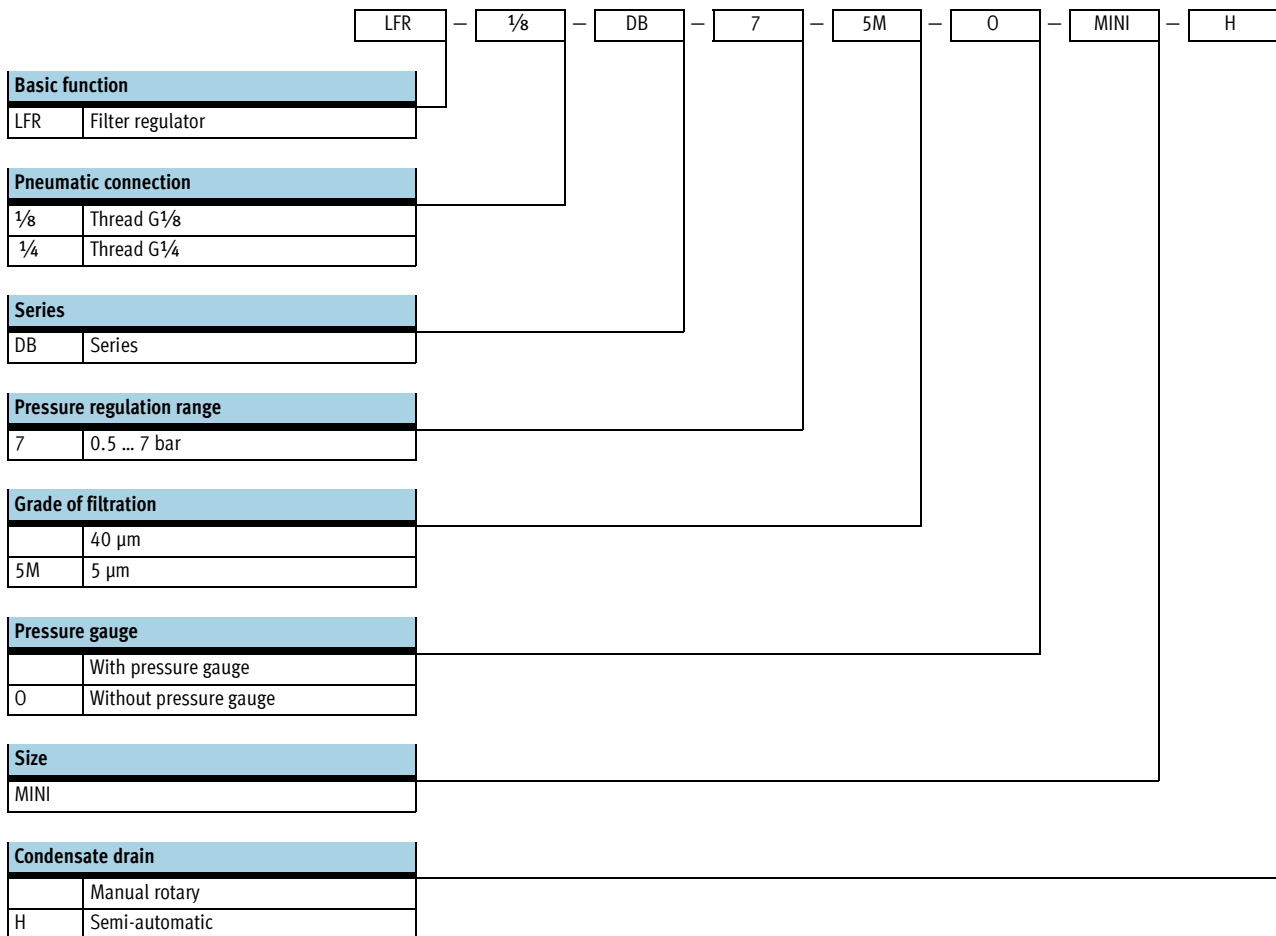 LFR – ⅛ – DB – 7 – 5M – O – MINI – H
Basic function
LFR Filter regulator
Pneumatic connection
⅛ Thread G⅛
¼ Thread G¼
Series
DB Series
Pressure regulation range
7 0.5 ... 7 bar
Grade of filtration
40 µm
5M 5 µm
Pressure gauge
With pressure gauge
O Without pressure gauge
Size
MINI
Condensate drain
Manual rotary
H Semi-automatic